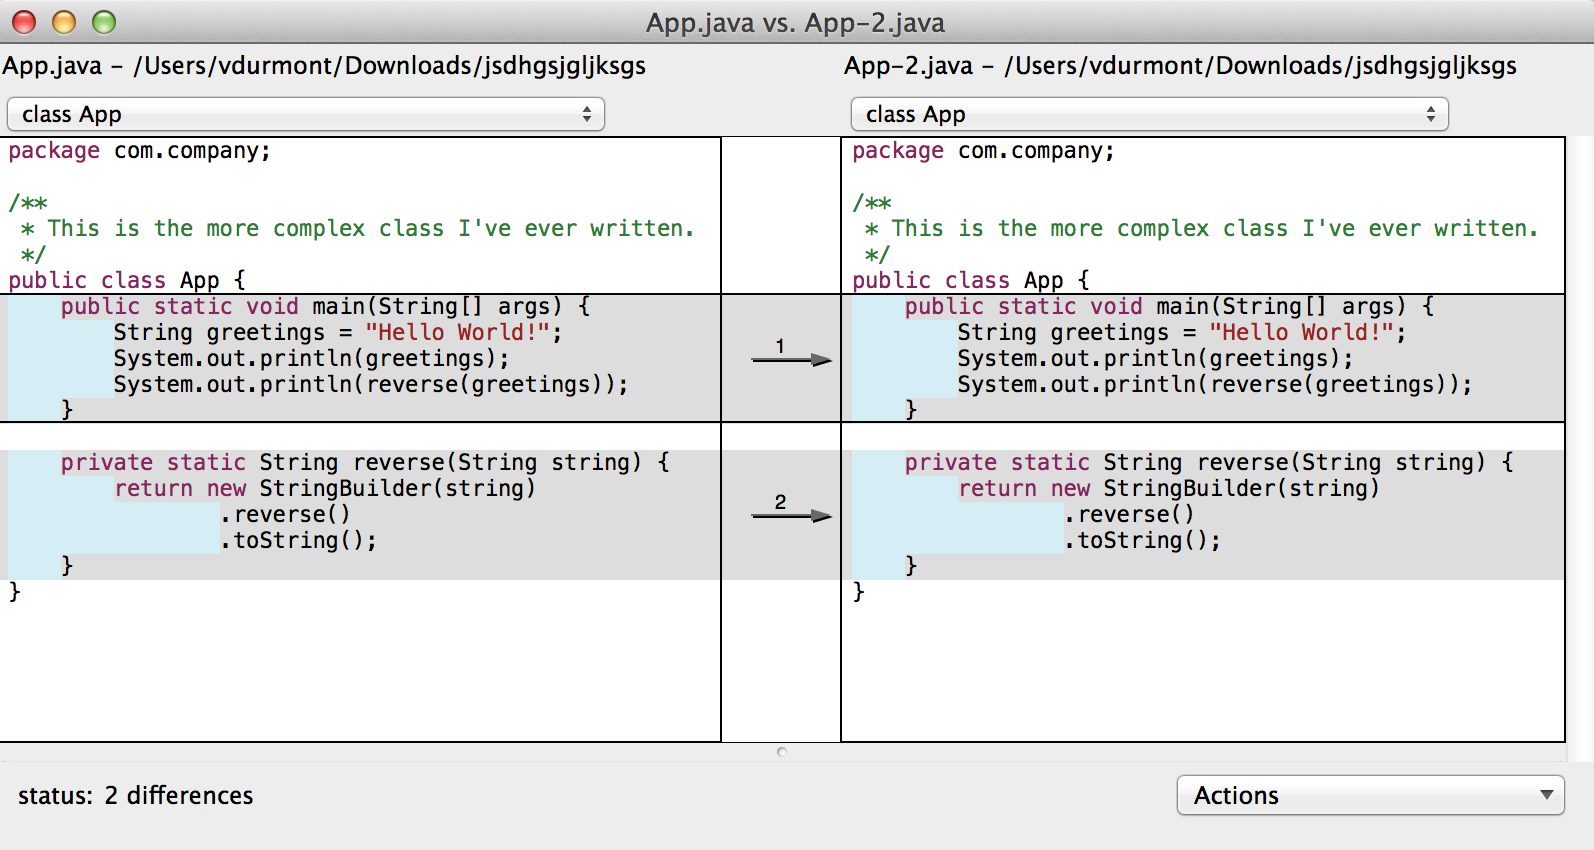 App.java vs. App-2.java
App.java – /Users/vdurmont/Downloads/jsdhgsjgljksgs
App-2.java – /Users/vdurmont/Downloads/jsdhgsjgljksgs
class App
class App
package com.company;
/**
 * This is the more complex class I've ever written.
 */
public class App {
    public static void main(String[] args) {
        String greetings = "Hello World!";
        System.out.println(greetings);
        System.out.println(reverse(greetings));
    }
    private static String reverse(String string) {
        return new StringBuilder(string)
                .reverse()
                .toString();
    }
}
1
2
package com.company;
/**
 * This is the more complex class I've ever written.
 */
public class App {
    public static void main(String[] args) {
        String greetings = "Hello World!";
        System.out.println(greetings);
        System.out.println(reverse(greetings));
    }
    private static String reverse(String string) {
        return new StringBuilder(string)
                .reverse()
                .toString();
    }
}
status: 2 differences
Actions